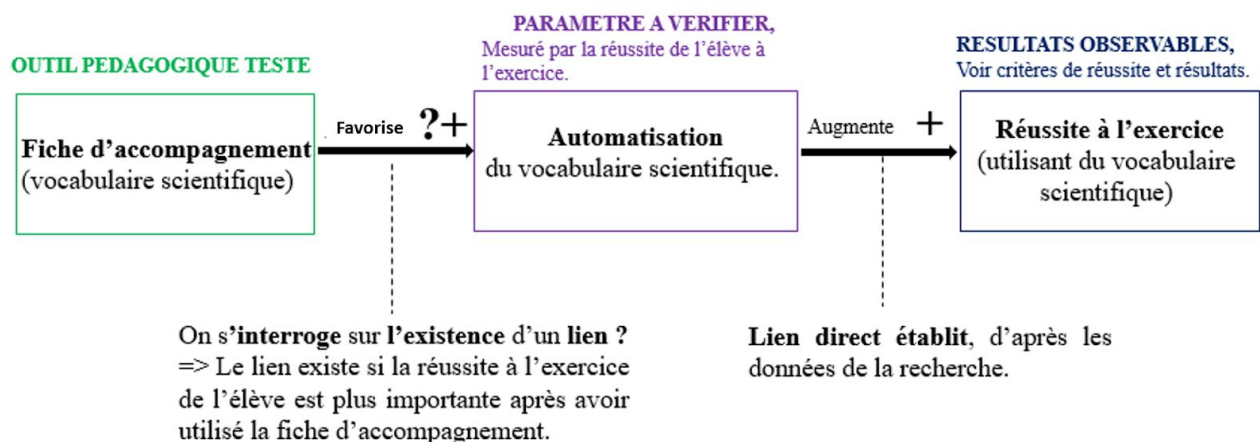 OUTIL PEDAGOGIQUE TESTE
Fiche d'accompagnement
(vocabulaire scientifique)
Favorise ?+
PARAMETRE A VERIFIER,
Mesuré par la réussite de l'élève à
l'exercice.
Automatisation
du vocabulaire scientifique.
Augmente +
RESULTATS OBSERVABLES,
Voir critères de réussite et résultats.
Réussite à l'exercice
(utilisant du vocabulaire
scientifique)
On s'interroge sur l'existence d'un lien ?
=> Le lien existe si la réussite à l'exercice
de l'élève est plus importante après avoir
utilisé la fiche d'accompagnement.
Lien direct établit, d'après les
données de la recherche.